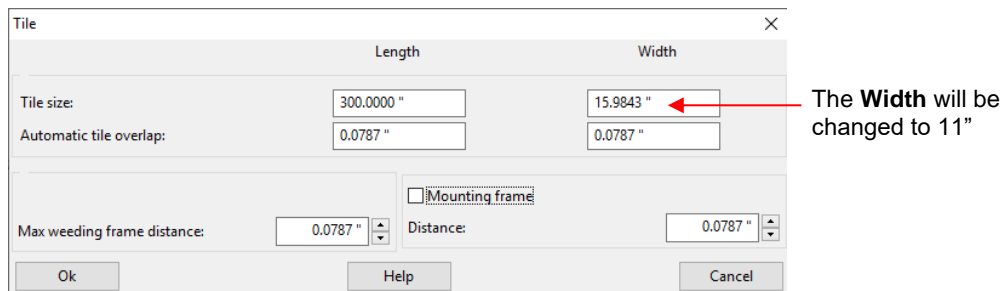 Tile
Length Width
Tile size: 300.0000 " 15.9843 "
Automatic tile overlap: 0.0787 " 0.0787 "
The Width will be
changed to 11”
Mounting frame
Max weeding frame distance: 0.0787 " Distance: 0.0787 "
Ok Help Cancel